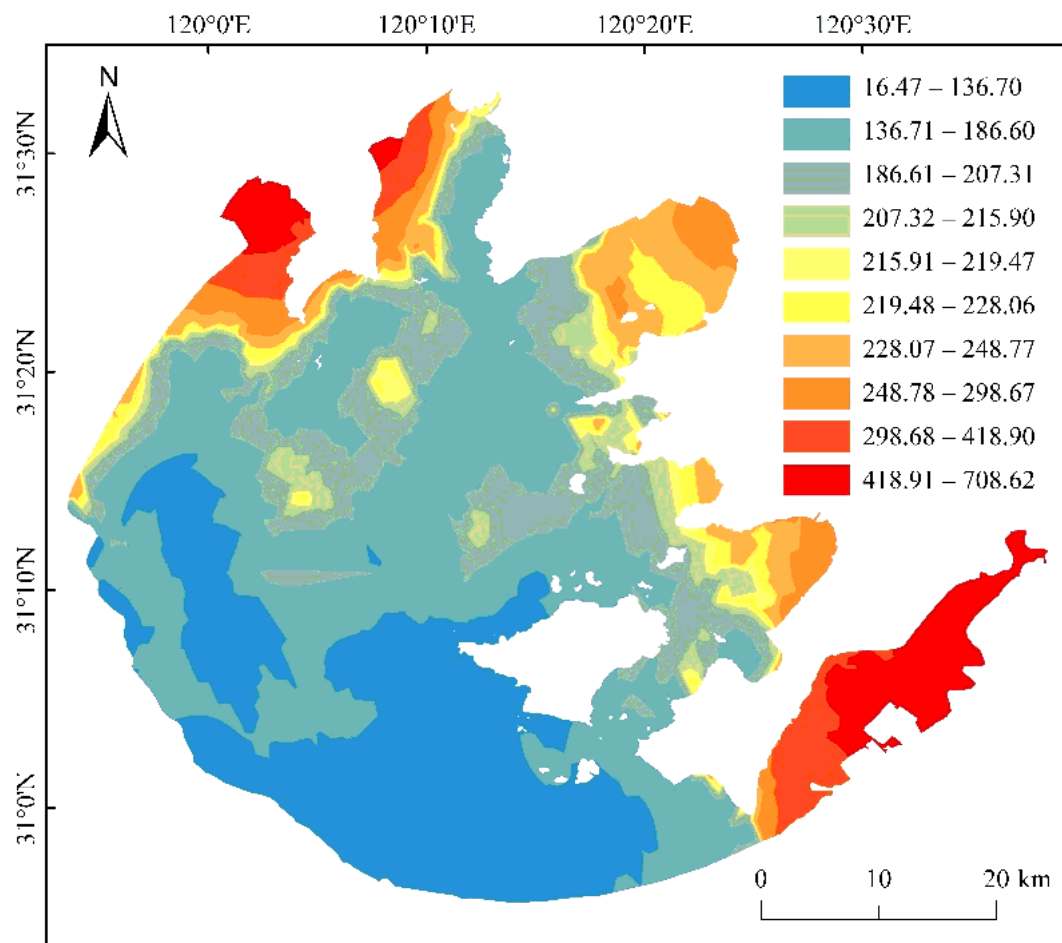 120°0'E 120°10'E 120°20'E 120°30'E
N
31°30'N
31°20'N
31°10'N
31°0'N
16.47 – 136.70
136.71 – 186.60
186.61 – 207.31
207.32 – 215.90
215.91 – 219.47
219.48 – 228.06
228.07 – 248.77
248.78 – 298.67
298.68 – 418.90
418.91 – 708.62
0 10 20 km